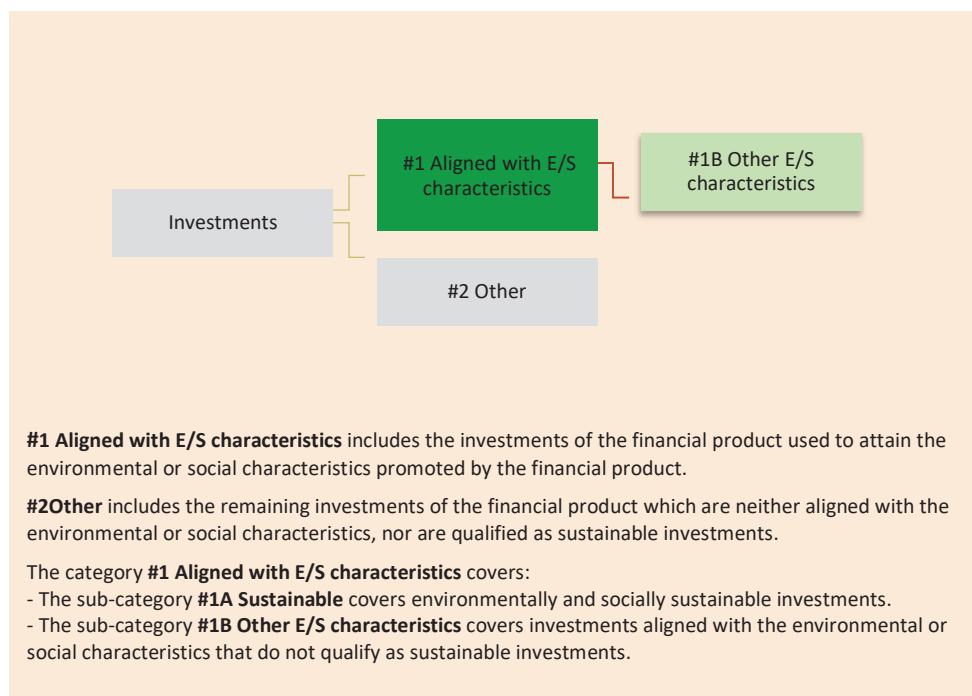 #1 Aligned with E/S
characteristics
#1B Other E/S
characteristics
Investments
#2 Other
#1 Aligned with E/S characteristics includes the investments of the financial product used to attain the
environmental or social characteristics promoted by the financial product.
#2Other includes the remaining investments of the financial product which are neither aligned with the
environmental or social characteristics, nor are qualified as sustainable investments.
The category #1 Aligned with E/S characteristics covers:
- The sub-category #1A Sustainable covers environmentally and socially sustainable investments.
- The sub-category #1B Other E/S characteristics covers investments aligned with the environmental or
social characteristics that do not qualify as sustainable investments.